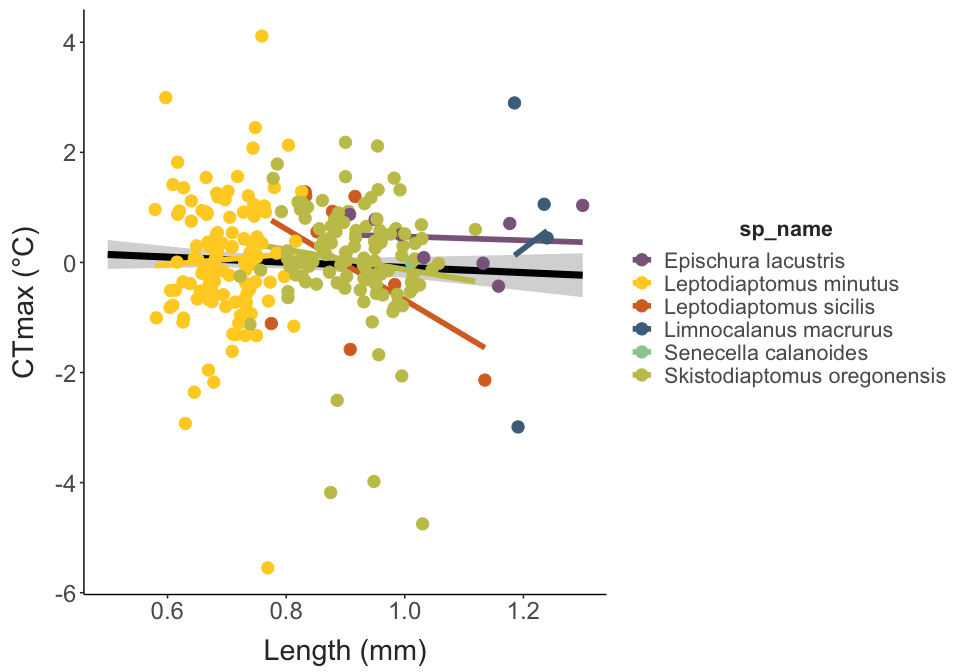 4
2
0
-2
-4
-6
CTmax (°C)
0.6 0.8 1.0 1.2
Length (mm)
sp_name
Epischura lacustris
Leptodiaptomus minutus
Leptodiaptomus sicilis
Limnocalanus macrurus
Senecella calanoides
Skistodiaptomus oregonensis